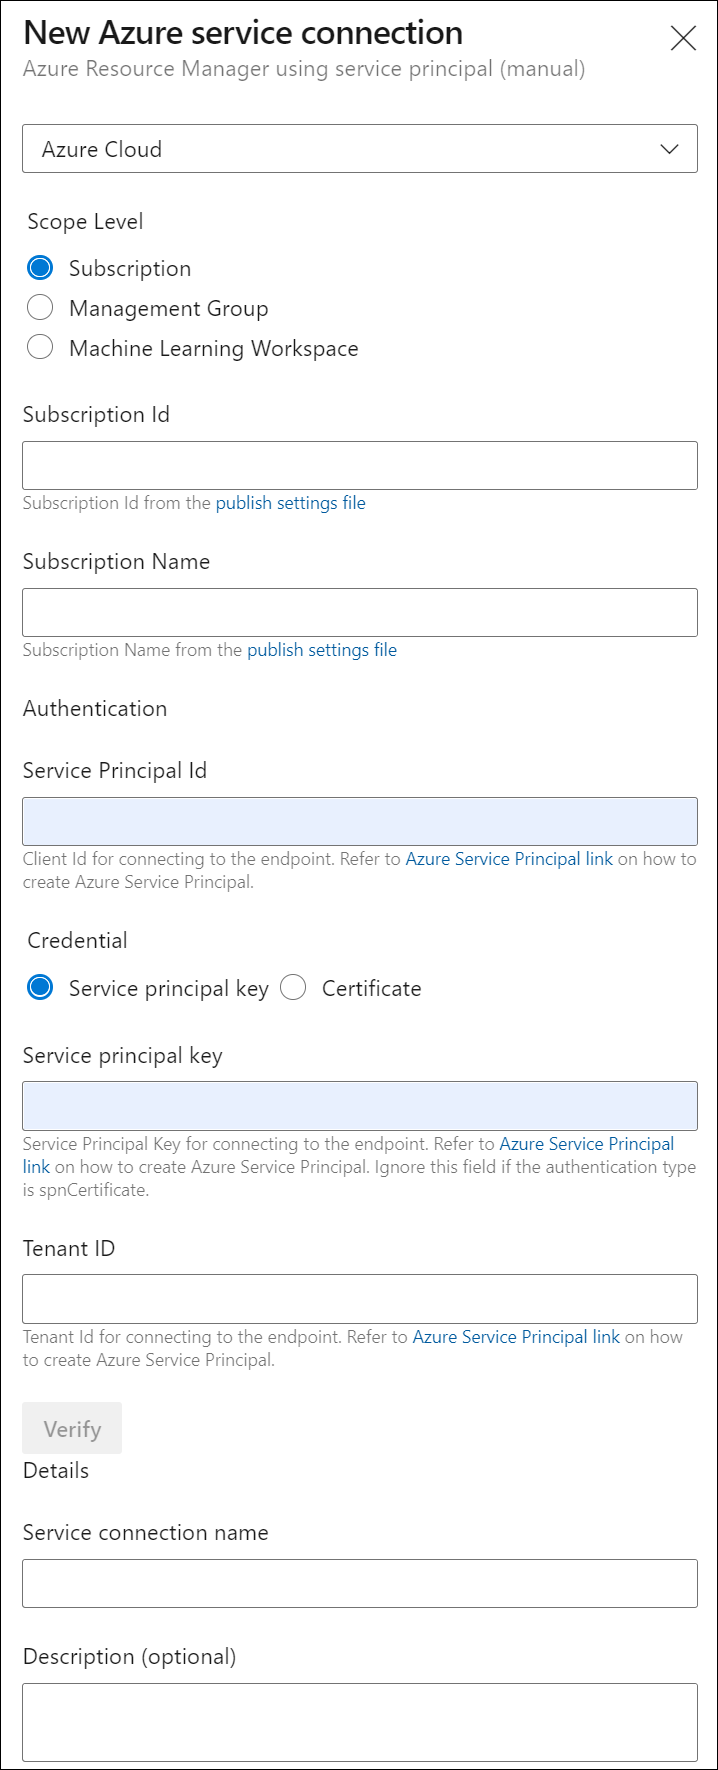 New Azure service connection
Azure Resource Manager using service principal (manual)
Azure Cloud
Scope Level
Subscription
Management Group
Machine Learning Workspace
Subscription Id
Subscription Id from the publish settings file
Subscription Name
Subscription Name from the publish settings file
Authentication
Service Principal Id
Client Id for connecting to the endpoint. Refer to Azure Service Principal link on how to
create Azure Service Principal.
Credential
Service principal key Certificate
Service principal key
Service Principal Key for connecting to the endpoint. Refer to Azure Service Principal
link on how to create Azure Service Principal. Ignore this field if the authentication type
is spnCertificate.
Tenant ID
Tenant Id for connecting to the endpoint. Refer to Azure Service Principal link on how
to create Azure Service Principal.
Verify
Details
Service connection name
Description (optional)